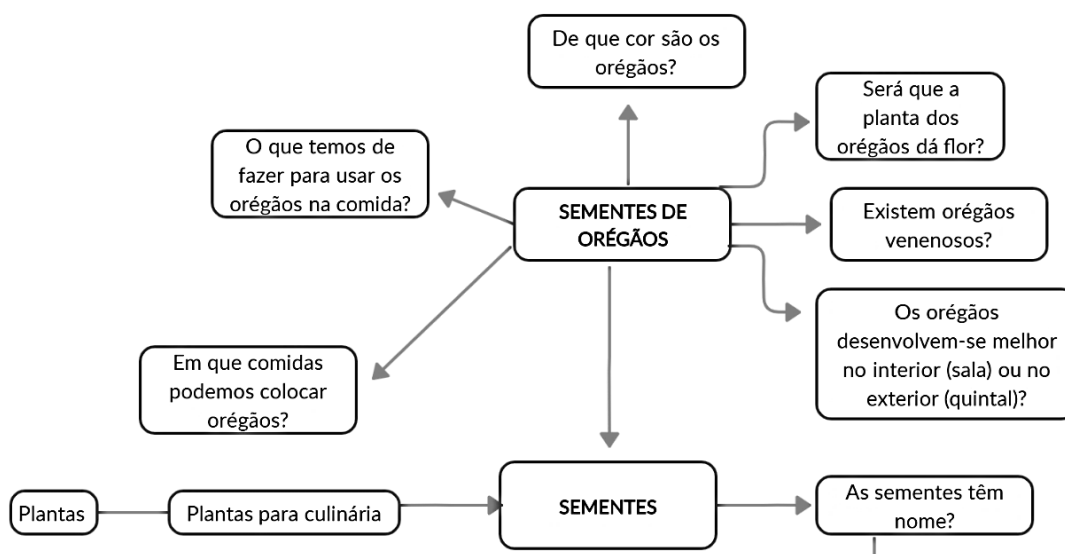 De que cor são os
orégãos?
Será que a
planta dos
orégãos dá flor?
O que temos de
fazer para usar os
orégãos na comida?
SEMENTES DE
ORÉGÃOS
Existem orégãos
venenosos?
Os orégãos
desenvolvem-se melhor
no interior (sala) ou no
exterior (quintal)?
Em que comidas
podemos colocar
orégãos?
Plantas
Plantas para culinária
SEMENTES
As sementes têm
nome?